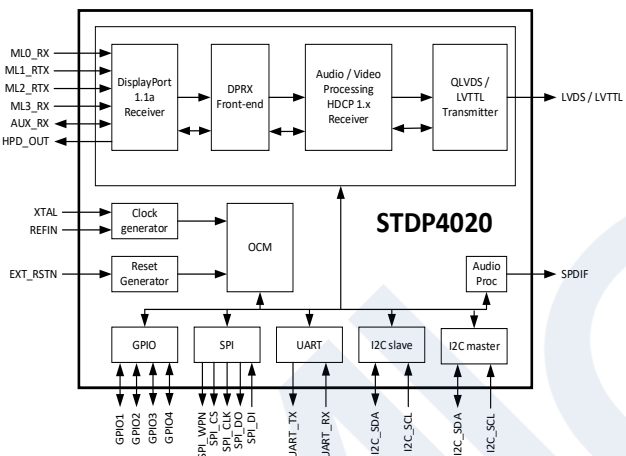 ML0_RX
ML1_RTX
ML2_RTX
ML3_RX
AUX_RX
HPD_OUT
DisplayPort
1.1a
Receiver
DPRX
Front-end
Audio / Video
Processing
HDCP 1.x
Receiver
QLVDS /
LVTTL
Transmitter
LVDS / LVTTL
XTAL
REFIN
Clock
generator
OCM
STDP4020
EXT_RSTN
Reset
Generator
Audio
Proc
SPDIF
GPIO
SPI
UART
I2C slave
I2C master
GPIO1
GPIO2
GPIO3
GPIO4
SPI_WPN
SPI_CS
SPI_CLK
SPI_DO
SPI_DI
UART_TX
UART_RX
I2C_SDA
I2C_SCL
I2C_SDA
I2C_SCL